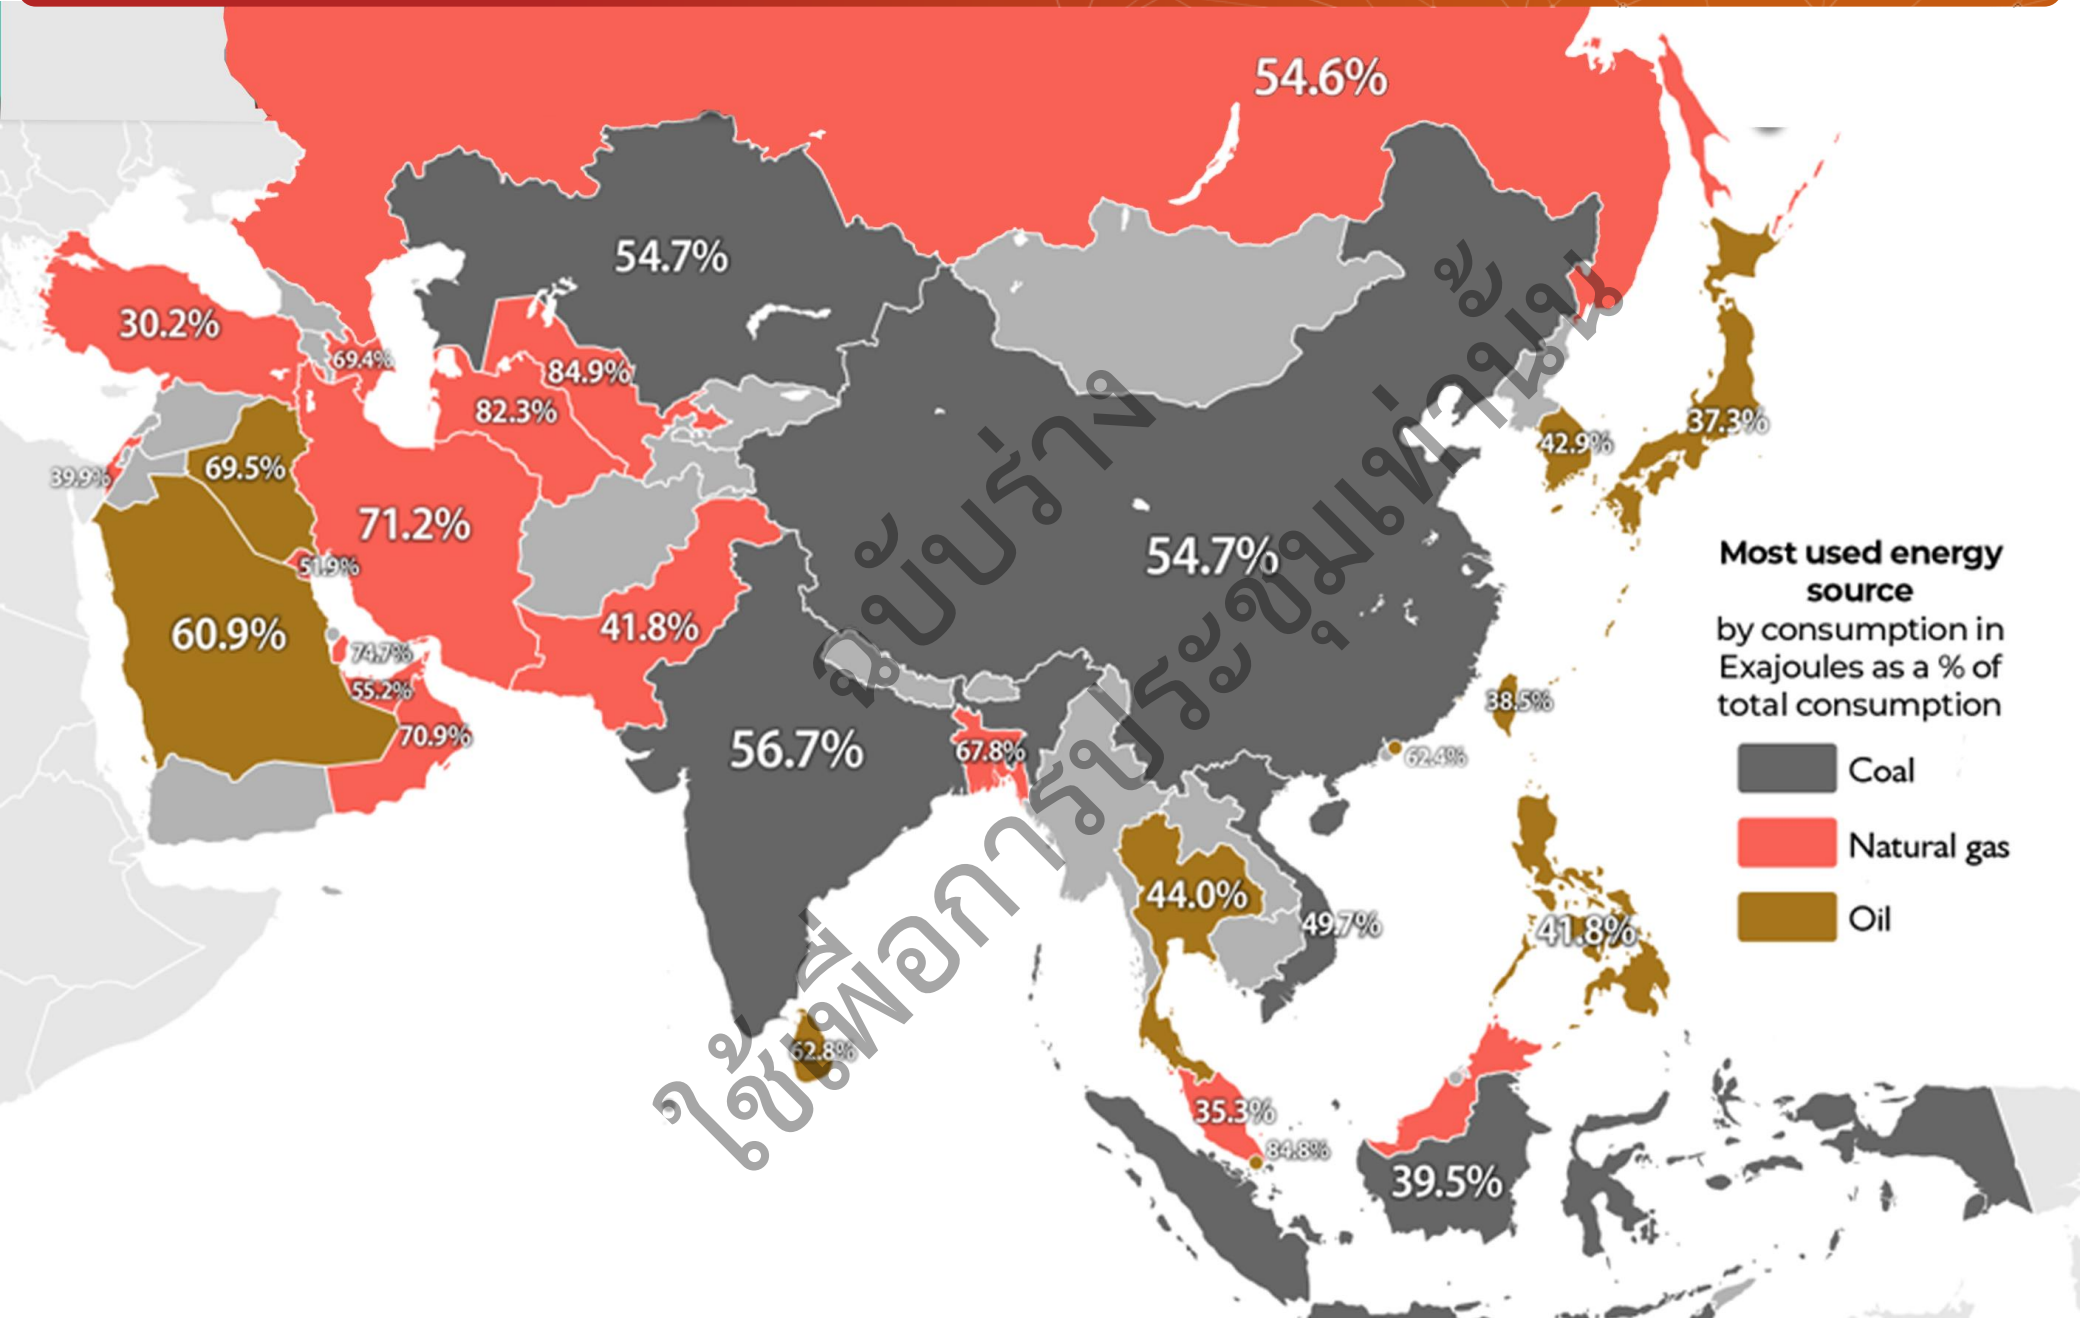 54.6%
54.7%
30.2%
69.4%
84.9%
82.3%
37.3%
42.9%
69.5%
39.9%
71.2%
54.7%
51.9%
60.9%
41.8%
74.7%
55.2%
70.9%
56.7%
67.8%
38.5%
62.4%
44.0%
49.7%
41.8%
62.8%
35.3%
84.8%
39.5%
Most used energy
source
by consumption in
Exajoules as a % of
total consumption
Coal
Natural gas
Oil
ฉบับร่าง
ใช้เพื่อการประชุมเท่านั้น